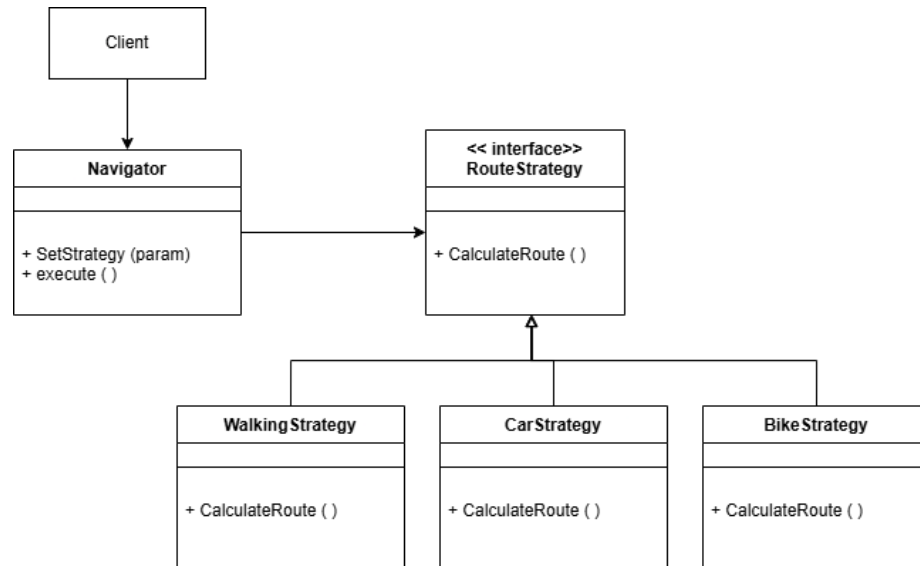 Client
Navigator
+ SetStrategy (param)
+ execute ( )
<< interface>>
RouteStrategy
+ CalculateRoute ( )
WalkingStrategy
+ CalculateRoute ( )
CarStrategy
+ CalculateRoute ( )
BikeStrategy
+ CalculateRoute ( )